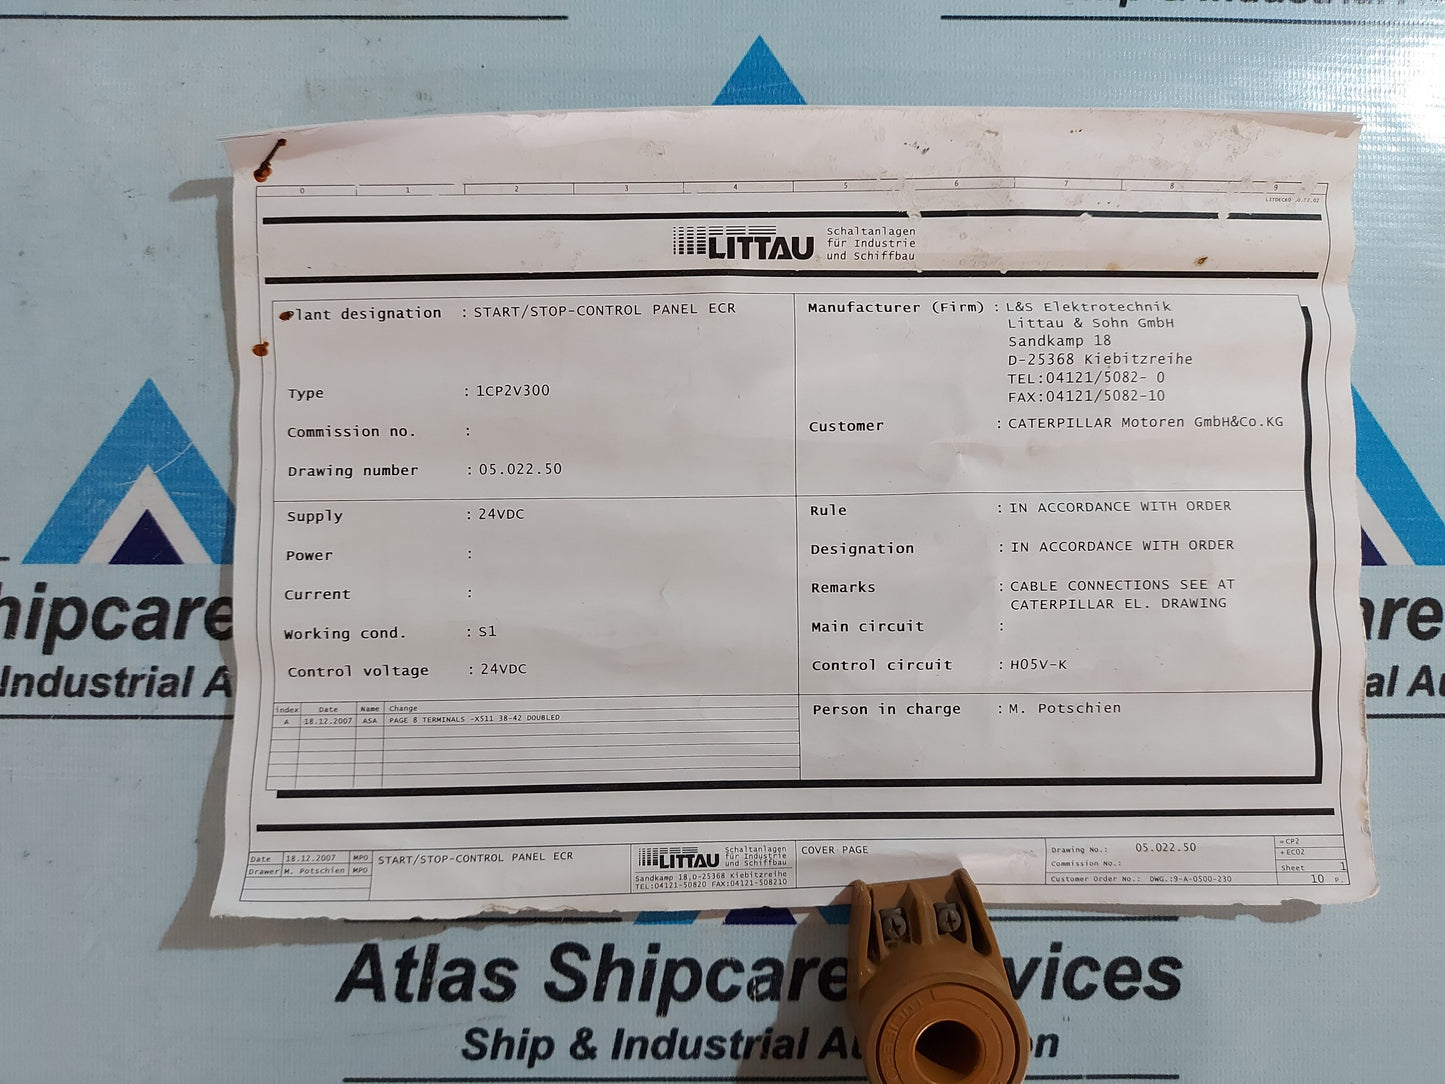 0 1 2 3 4 5 6 7 8 9
LITTAU
Schaltanlagen
für Industrie
und Schiffbau
Plant designation : START/STOP-CONTROL PANEL ECR
Type : 1CP2V300
Commission no. :
Drawing number : 05.022.50
Manufacturer (Firm) : L&S Elektrotechnik
Littau & Sohn GmbH
Sandkamp 18
D-25368 Kiebitzreihe
TEL:04121/5082- 0
FAX:04121/5082-10
Customer : CATERPILLAR Motoren GmbH&Co.KG
Supply : 24VDC
Power :
Current :
Working cond. : S1
Control voltage : 24VDC
Rule : IN ACCORDANCE WITH ORDER
Designation : IN ACCORDANCE WITH ORDER
Remarks : CABLE CONNECTIONS SEE AT
CATERPILLAR EL. DRAWING
Main circuit :
Control circuit : H05V-K
Person in charge : M. Potschien
index Date Name Change
A 18.12.2007 ASA PAGE 8 TERMINALS -X511 38-42 DOUBLED
Date 18.12.2007 MPO
Drawer M. Potschien MPO
START/STOP-CONTROL PANEL ECR
LITTAU
Schaltanlagen
für Industrie
und Schiffbau
Sandkamp 18,D-25368 Kiebitzreihe
TEL:04121-50820 FAX:04121-508210
COVER PAGE
Drawing No.: 05.022.50
Commission No.:
Customer Order No.: DWG.:9-A-0500-230
=CP2
+EC02
Sheet 1
10 P.
hipcare
Industrial A
are
al Au
Atlas Shipcare vices
Ship & Industrial Au on